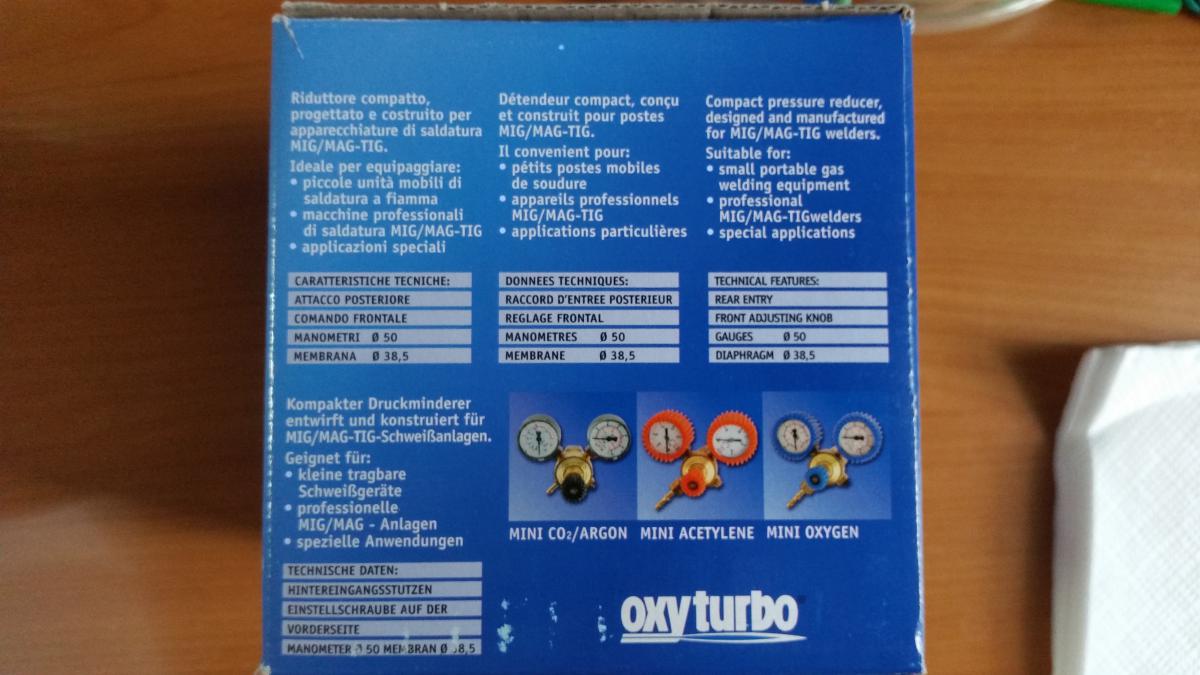 Riduttore compatto,
progettato e costruito per
apparecchiature di saldatura
MIG/MAG-TIG.
Ideale per equipaggiare:
• piccole unità mobili di
saldatura a fiamma
• macchine professionali
di saldatura MIG/MAG-TIG
• applicazioni speciali
CARATTERISTICHE TECNICHE:
ATTACCO POSTERIORE
COMANDO FRONTALE
MANOMETRI Ø 50
MEMBRANA Ø 38,5
Détendeur compact, conçu
et construit pour postes
MIG/MAG-TIG.
Il convenient pour:
• pétits postes mobiles
de soudure
• appareils professionnels
MIG/MAG-TIG
• applications particulières
DONNEES TECHNIQUES:
RACCORD D'ENTREE POSTERIEUR
REGLAGE FRONTAL
MANOMETRES Ø 50
MEMBRANE Ø 38,5
Compact pressure reducer,
designed and manufactured
for MIG/MAG-TIG welders.
Suitable for:
• small portable gas
welding equipment
• professional
MIG/MAG-TIGwelders
• special applications
TECHNICAL FEATURES:
REAR ENTRY
FRONT ADJUSTING KNOB
GAUGES Ø 50
DIAPHRAGM Ø 38,5
Kompakter Druckminderer
entwirft und konstruiert für
MIG/MAG-TIG-Schweißanlagen.
Geignet für:
• kleine tragbare
Schweißgeräte
• professionelle
MIG/MAG - Anlagen
• spezielle Anwendungen
TECHNISCHE DATEN:
HINTEREINGANGSSTUTZEN
EINSTELLSCHRAUBE AUF DER
VORDERSEITE
MANOMETER Ø 50 MEMBRAN Ø 38,5
MINI CO₂/ARGON MINI ACETYLENE MINI OXYGEN
oxyturbo